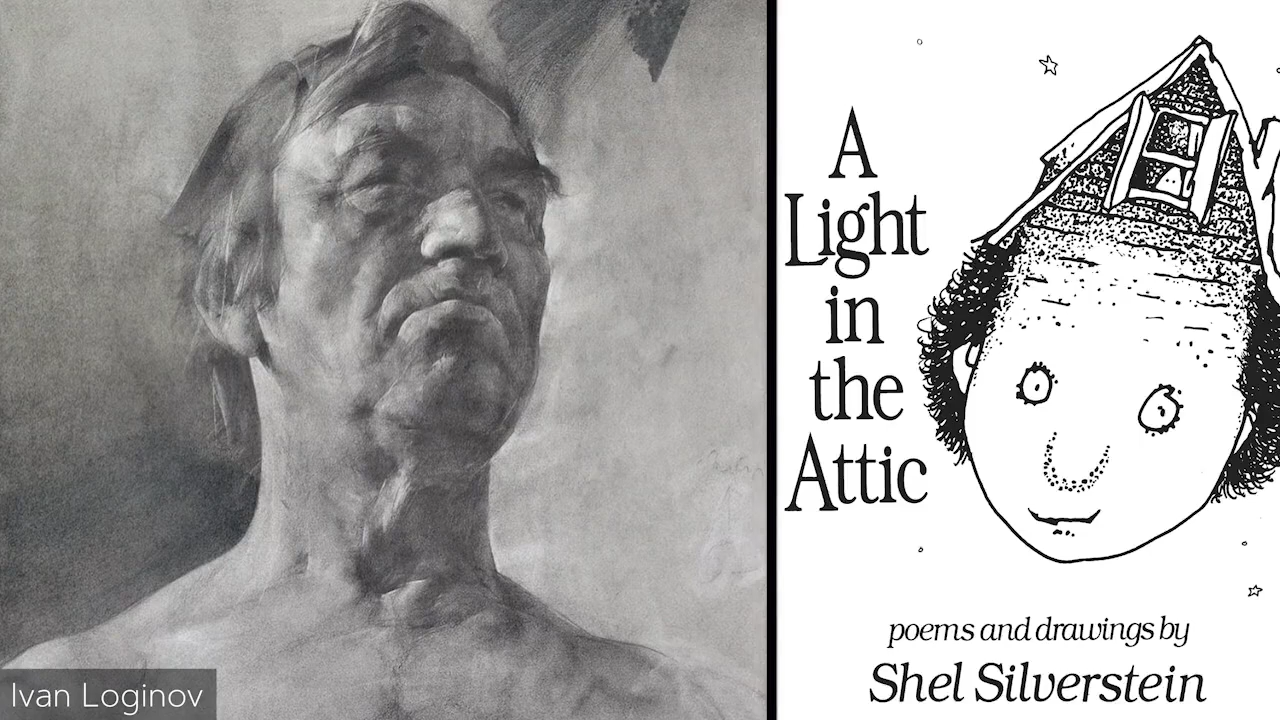 Ivan Loginov
A
Light
in
the
Attic
poems and drawings by
Shel Silverstein